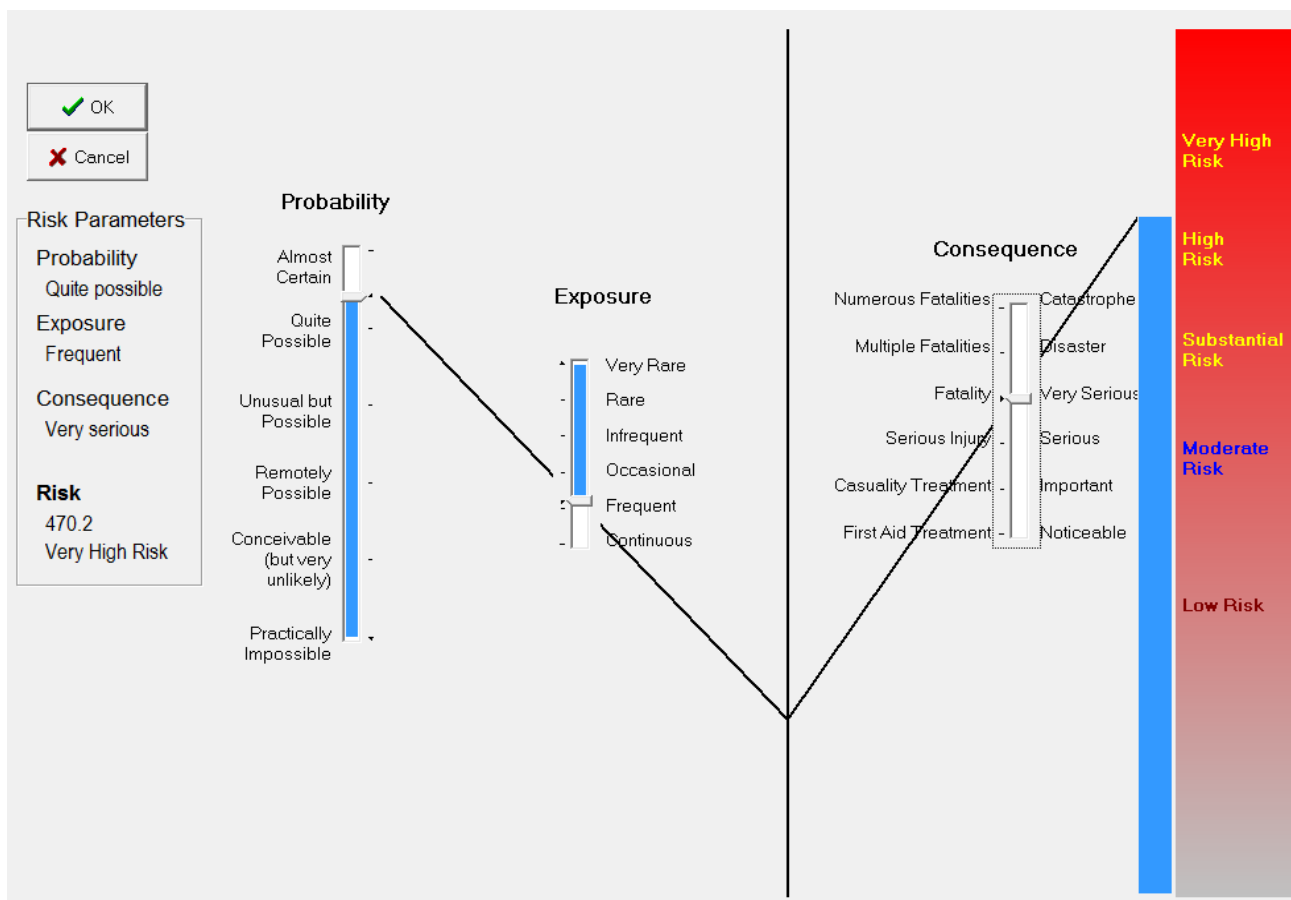 OK
Cancel
Risk Parameters
Probability
Quite possible
Exposure
Frequent
Consequence
Very serious
Risk
470.2
Very High Risk
Probability
Almost
Certain
Quite
Possible
Unusual but
Possible
Remotely
Possible
Conceivable
(but very
unlikely)
Practically
Impossible
Exposure
Very Rare
Rare
Infrequent
Occasional
Frequent
Continuous
Consequence
Numerous Fatalities
Catastrophe
Multiple Fatalities
Disaster
Fatality
Very Serious
Serious Injury
Serious
Casuality Treatment
Important
First Aid Treatment
Noticeable
Very High
Risk
High
Risk
Substantial
Risk
Moderate
Risk
Low Risk